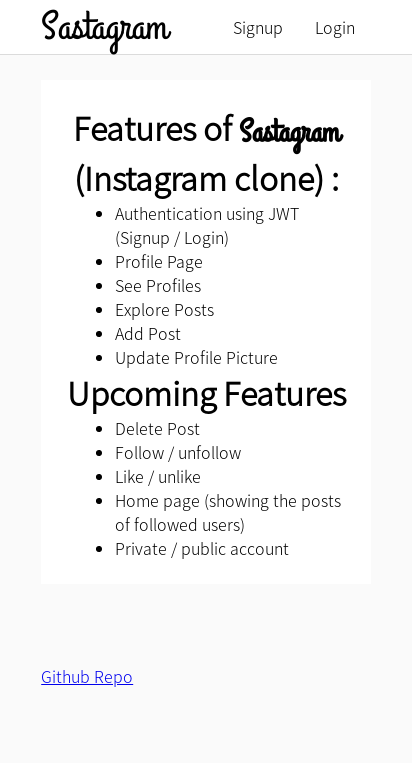 Sastagram Signup Login
Features of Sastagram
(Instagram clone) :
Authentication using JWT
(Signup / Login)
Profile Page
See Profiles
Explore Posts
Add Post
Update Profile Picture
Upcoming Features
Delete Post
Follow / unfollow
Like / unlike
Home page (showing the posts
of followed users)
Private / public account
Github Repo